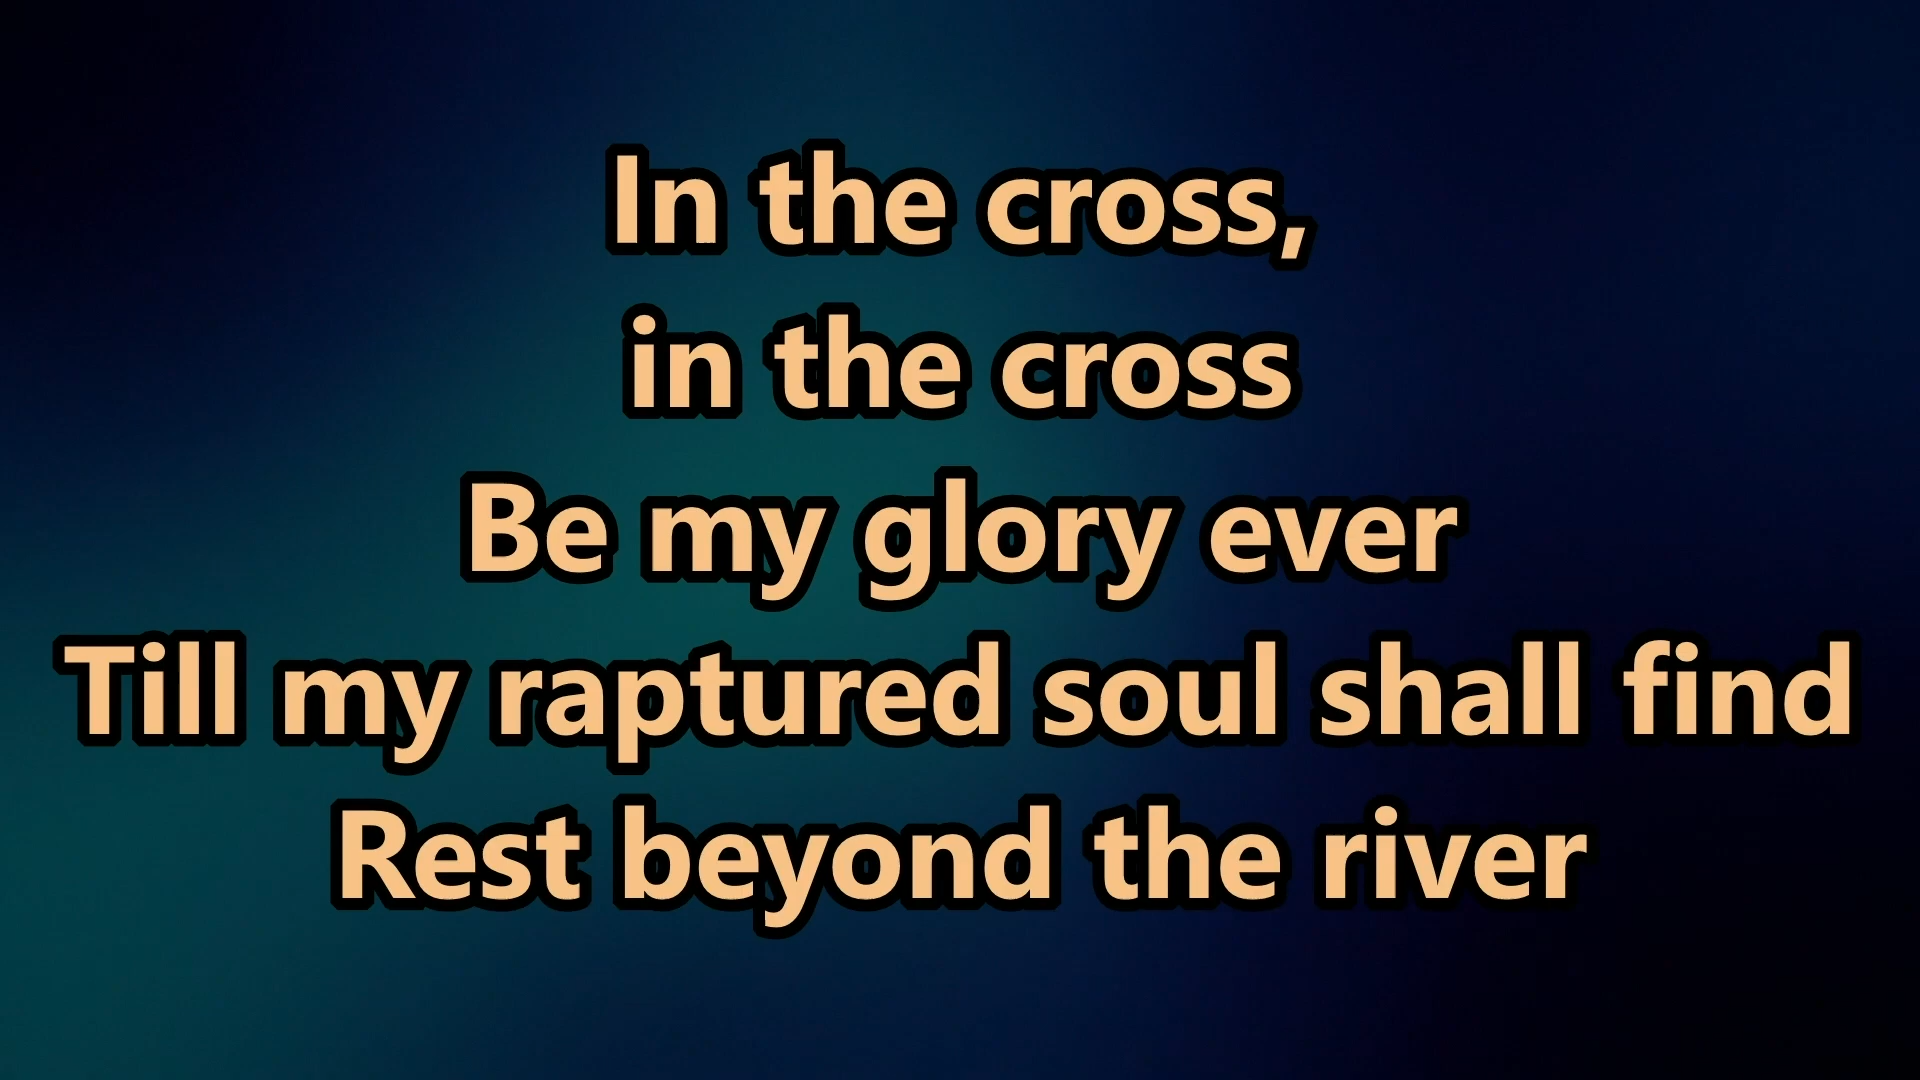 In the cross,
in the cross
Be my glory ever
Till my raptured soul shall find
Rest beyond the river